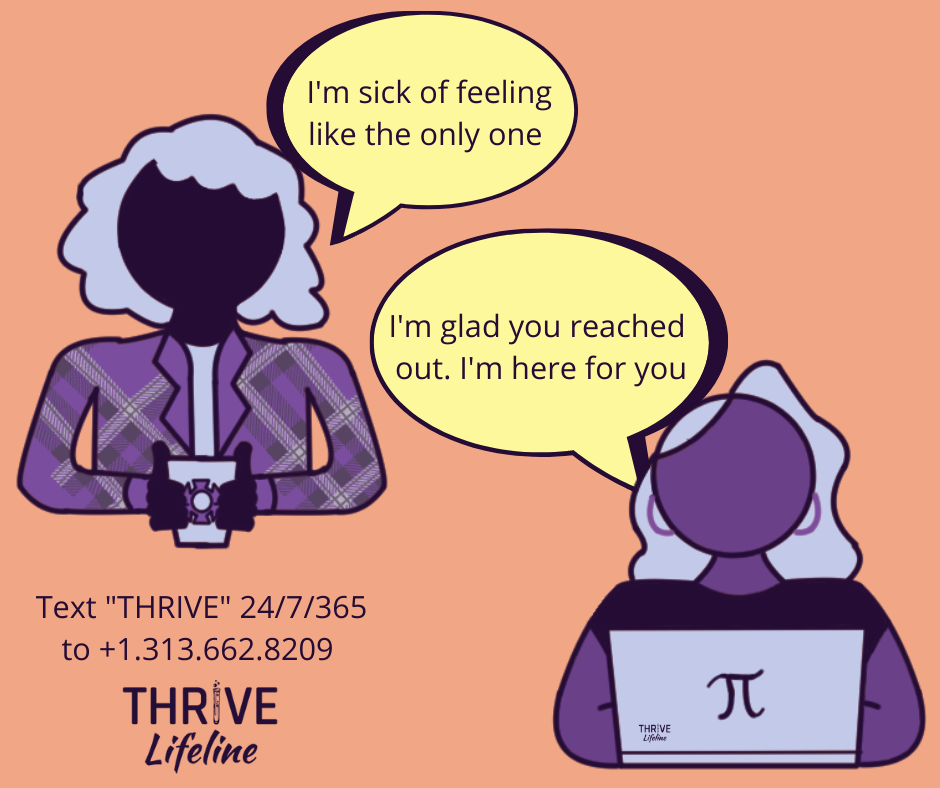 I'm sick of feeling
like the only one
I'm glad you reached
out. I'm here for you
Text "THRIVE" 24/7/365
to +1.313.662.8209
THRIVE
Lifeline
π
THRIVE
Lifeline